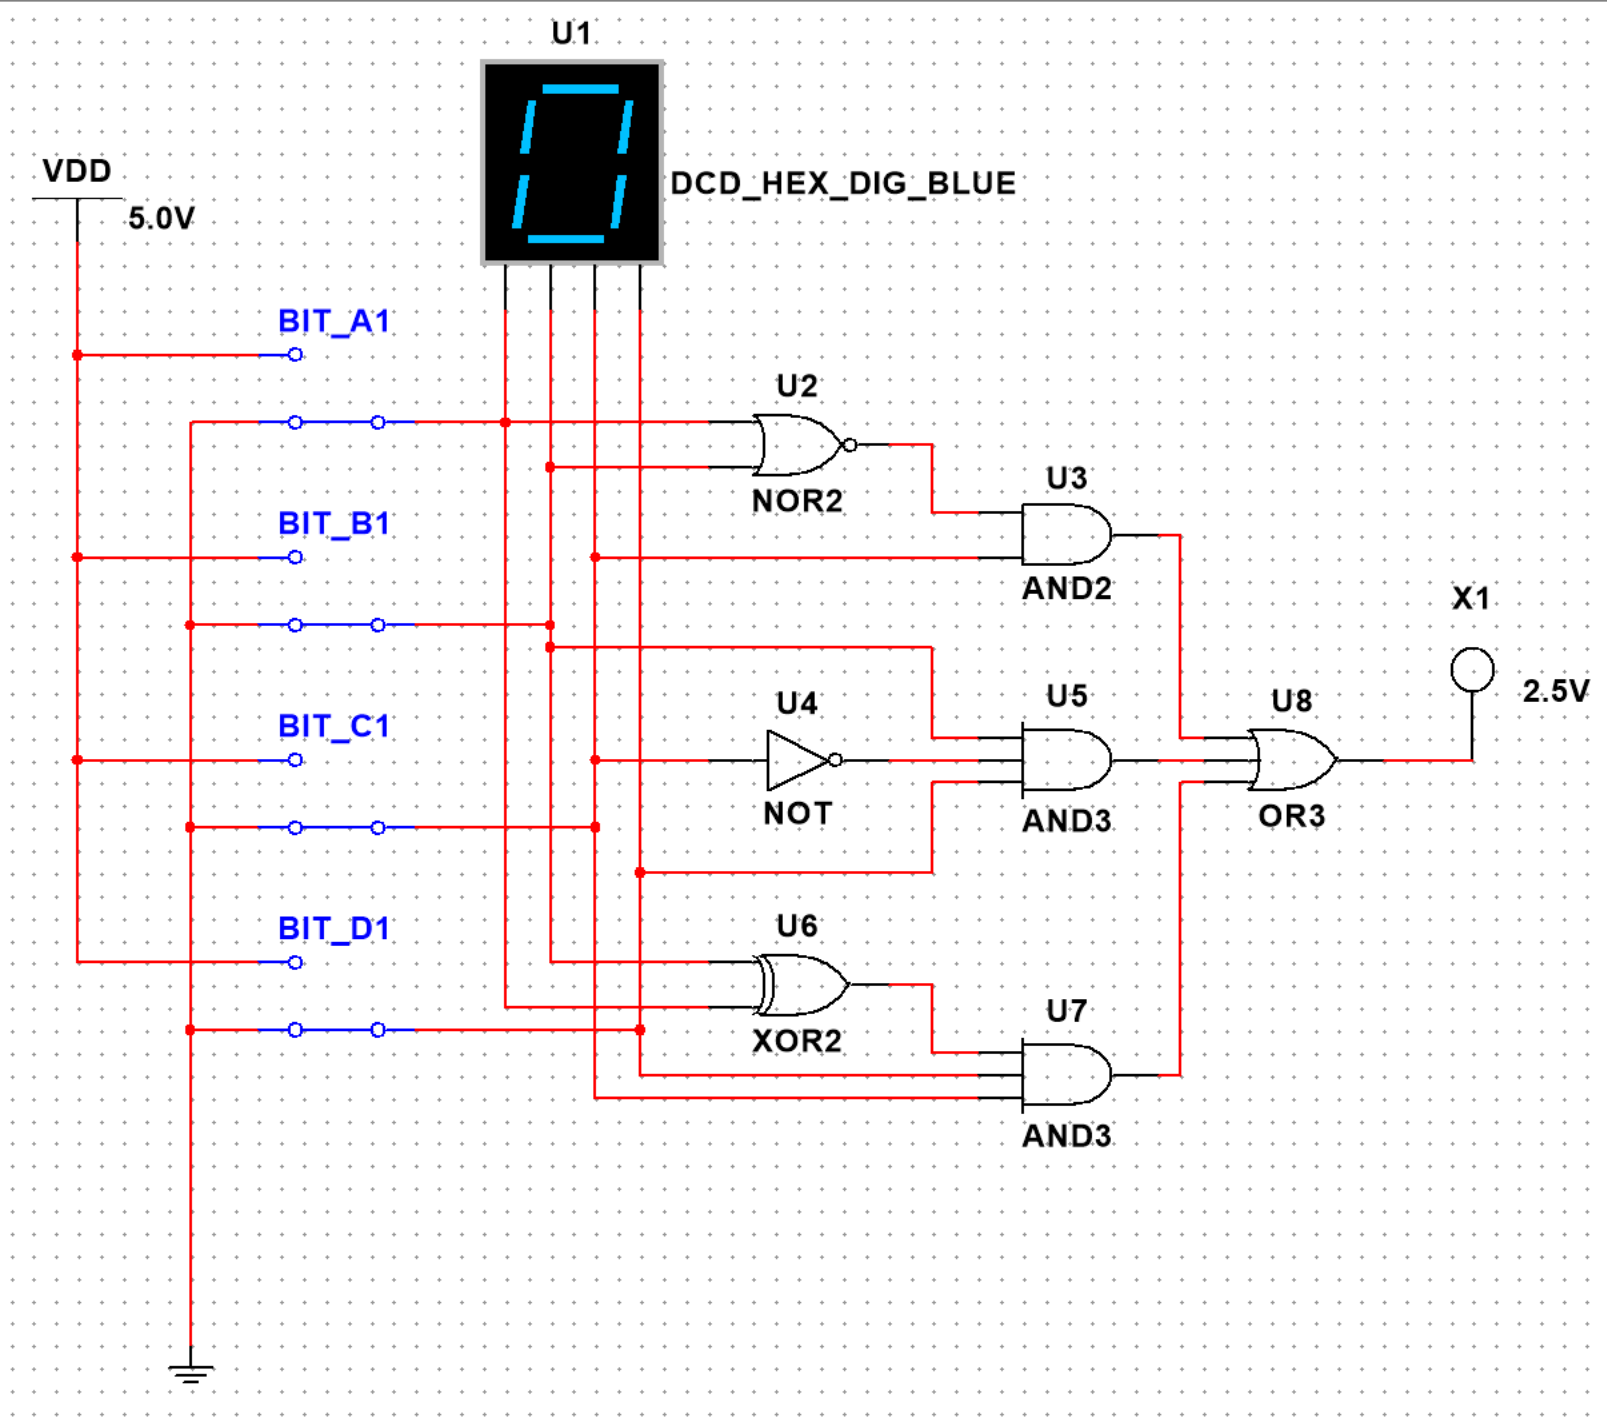 U1
DCD_HEX_DIG_BLUE
VDD
5.0V
BIT_A1
U2
NOR2
U3
AND2
BIT_B1
X1
2.5V
BIT_C1
U4
NOT
U5
AND3
U8
OR3
BIT_D1
U6
XOR2
U7
AND3